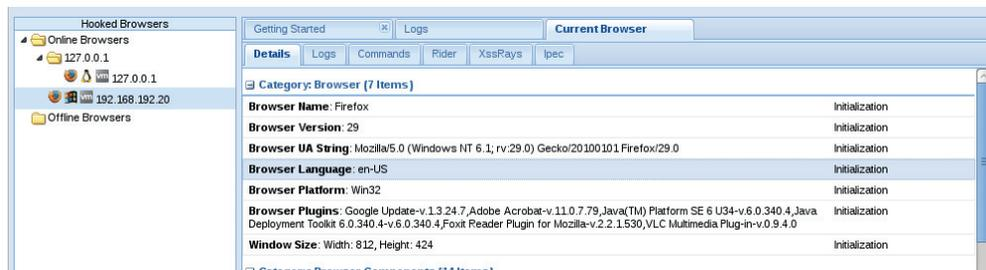 Hooked Browsers
Online Browsers
127.0.0.1
127.0.0.1
192.168.192.20
Offline Browsers
Getting Started
Logs
Current Browser
Details
Logs
Commands
Rider
XssRays
Ipec
Category: Browser (7 Items)
Browser Name: Firefox Initialization
Browser Version: 29 Initialization
Browser UA String: Mozilla/5.0 (Windows NT 6.1; rv:29.0) Gecko/20100101 Firefox/29.0 Initialization
Browser Language: en-US Initialization
Browser Platform: Win32 Initialization
Browser Plugins: Google Update-v.1.3.24.7,Adobe Acrobat-v.11.0.7.79,Java(TM) Platform SE 6 U34-v.6.0.340.4,Java Initialization
Deployment Toolkit 6.0.340.4-v.6.0.340.4,Foxit Reader Plugin for Mozilla-v.2.2.1.530,VLC Multimedia Plug-in-v.0.9.4.0
Window Size: Width: 812, Height: 424 Initialization